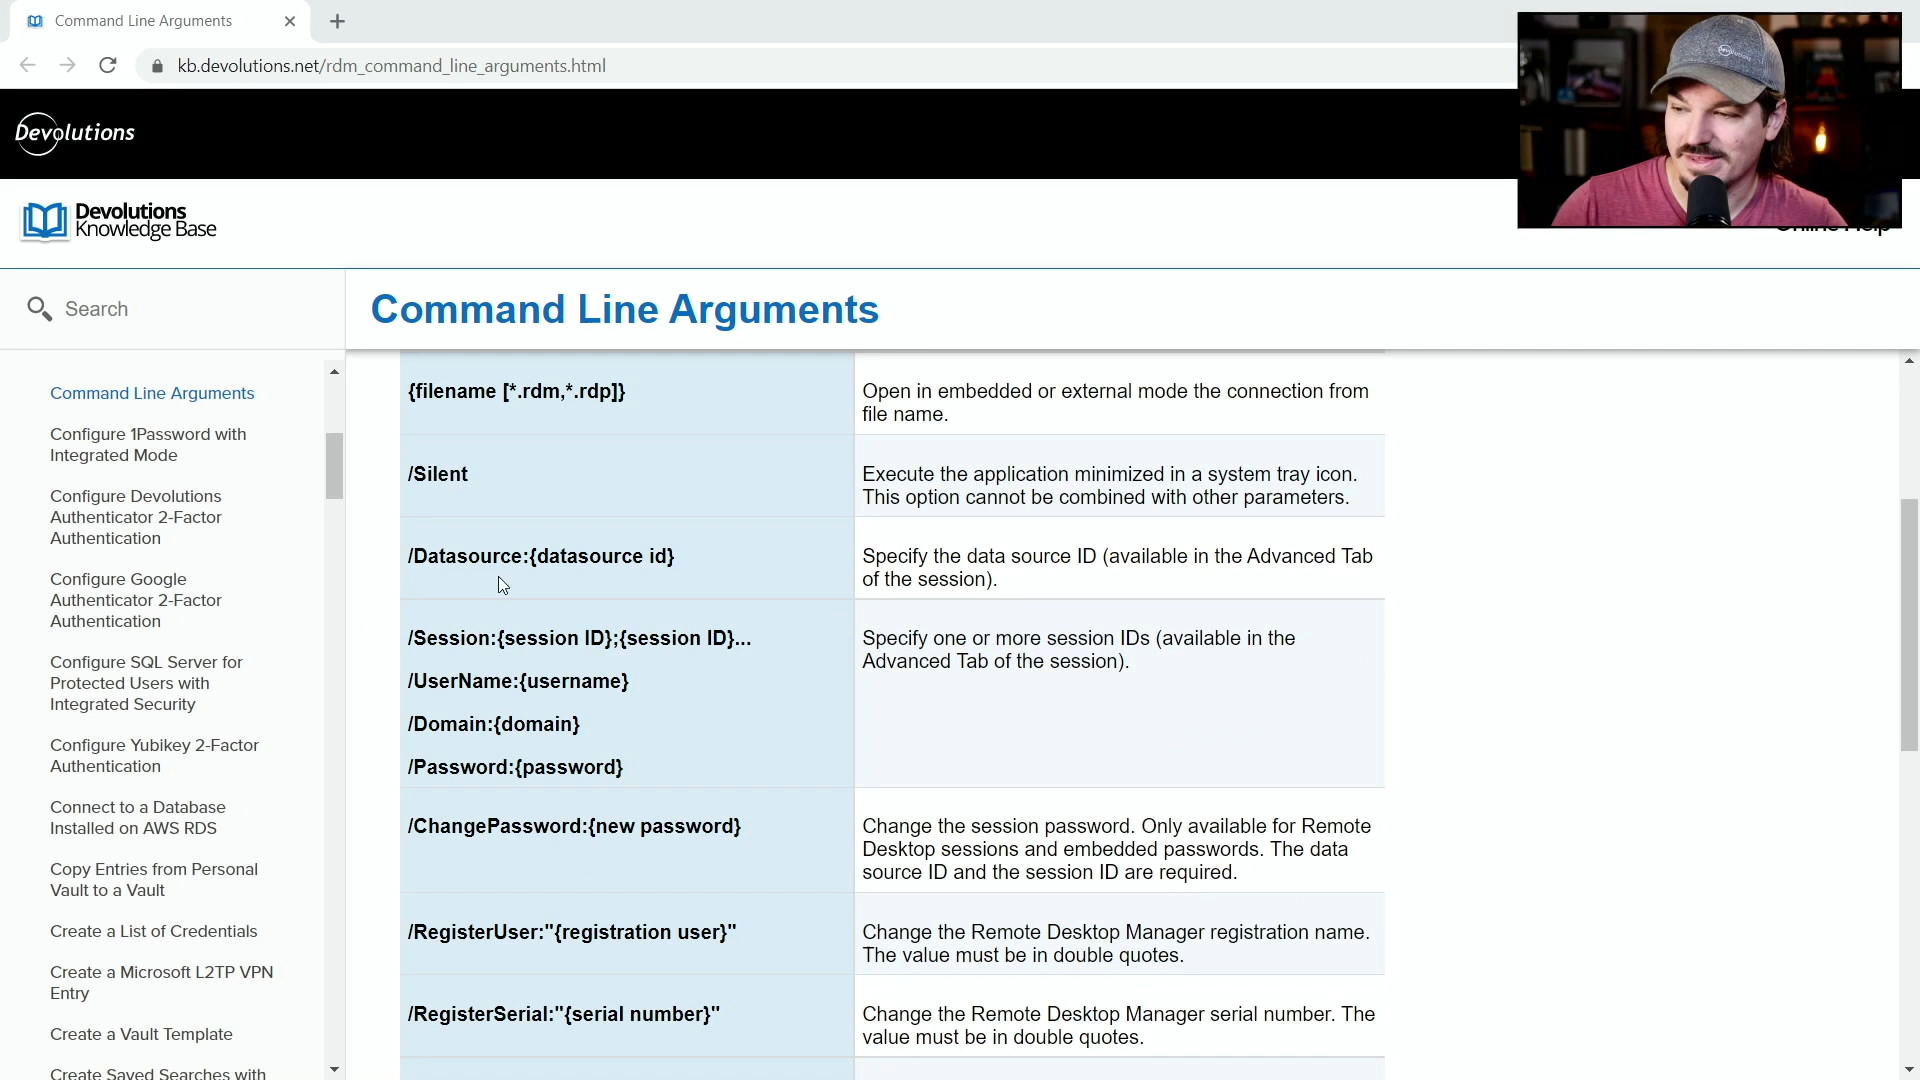 Command Line Arguments
kb.devolutions.net/rdm_command_line_arguments.html
Devolutions
Devolutions
Knowledge Base
Search
Command Line Arguments
Command Line Arguments
Configure 1Password with
Integrated Mode
Configure Devolutions
Authenticator 2-Factor
Authentication
Configure Google
Authenticator 2-Factor
Authentication
Configure SQL Server for
Protected Users with
Integrated Security
Configure Yubikey 2-Factor
Authentication
Connect to a Database
Installed on AWS RDS
Copy Entries from Personal
Vault to a Vault
Create a List of Credentials
Create a Microsoft L2TP VPN
Entry
Create a Vault Template
Create Saved Searches with
{filename [*.rdm,*.rdp]}
Open in embedded or external mode the connection from
file name.
/Silent
Execute the application minimized in a system tray icon.
This option cannot be combined with other parameters.
/Datasource:{datasource id}
Specify the data source ID (available in the Advanced Tab
of the session).
/Session:{session ID};{session ID}...
/UserName:{username}
/Domain:{domain}
/Password:{password}
Specify one or more session IDs (available in the
Advanced Tab of the session).
/ChangePassword:{new password}
Change the session password. Only available for Remote
Desktop sessions and embedded passwords. The data
source ID and the session ID are required.
/RegisterUser:"{registration user}"
Change the Remote Desktop Manager registration name.
The value must be in double quotes.
/RegisterSerial:"{serial number}"
Change the Remote Desktop Manager serial number. The
value must be in double quotes.